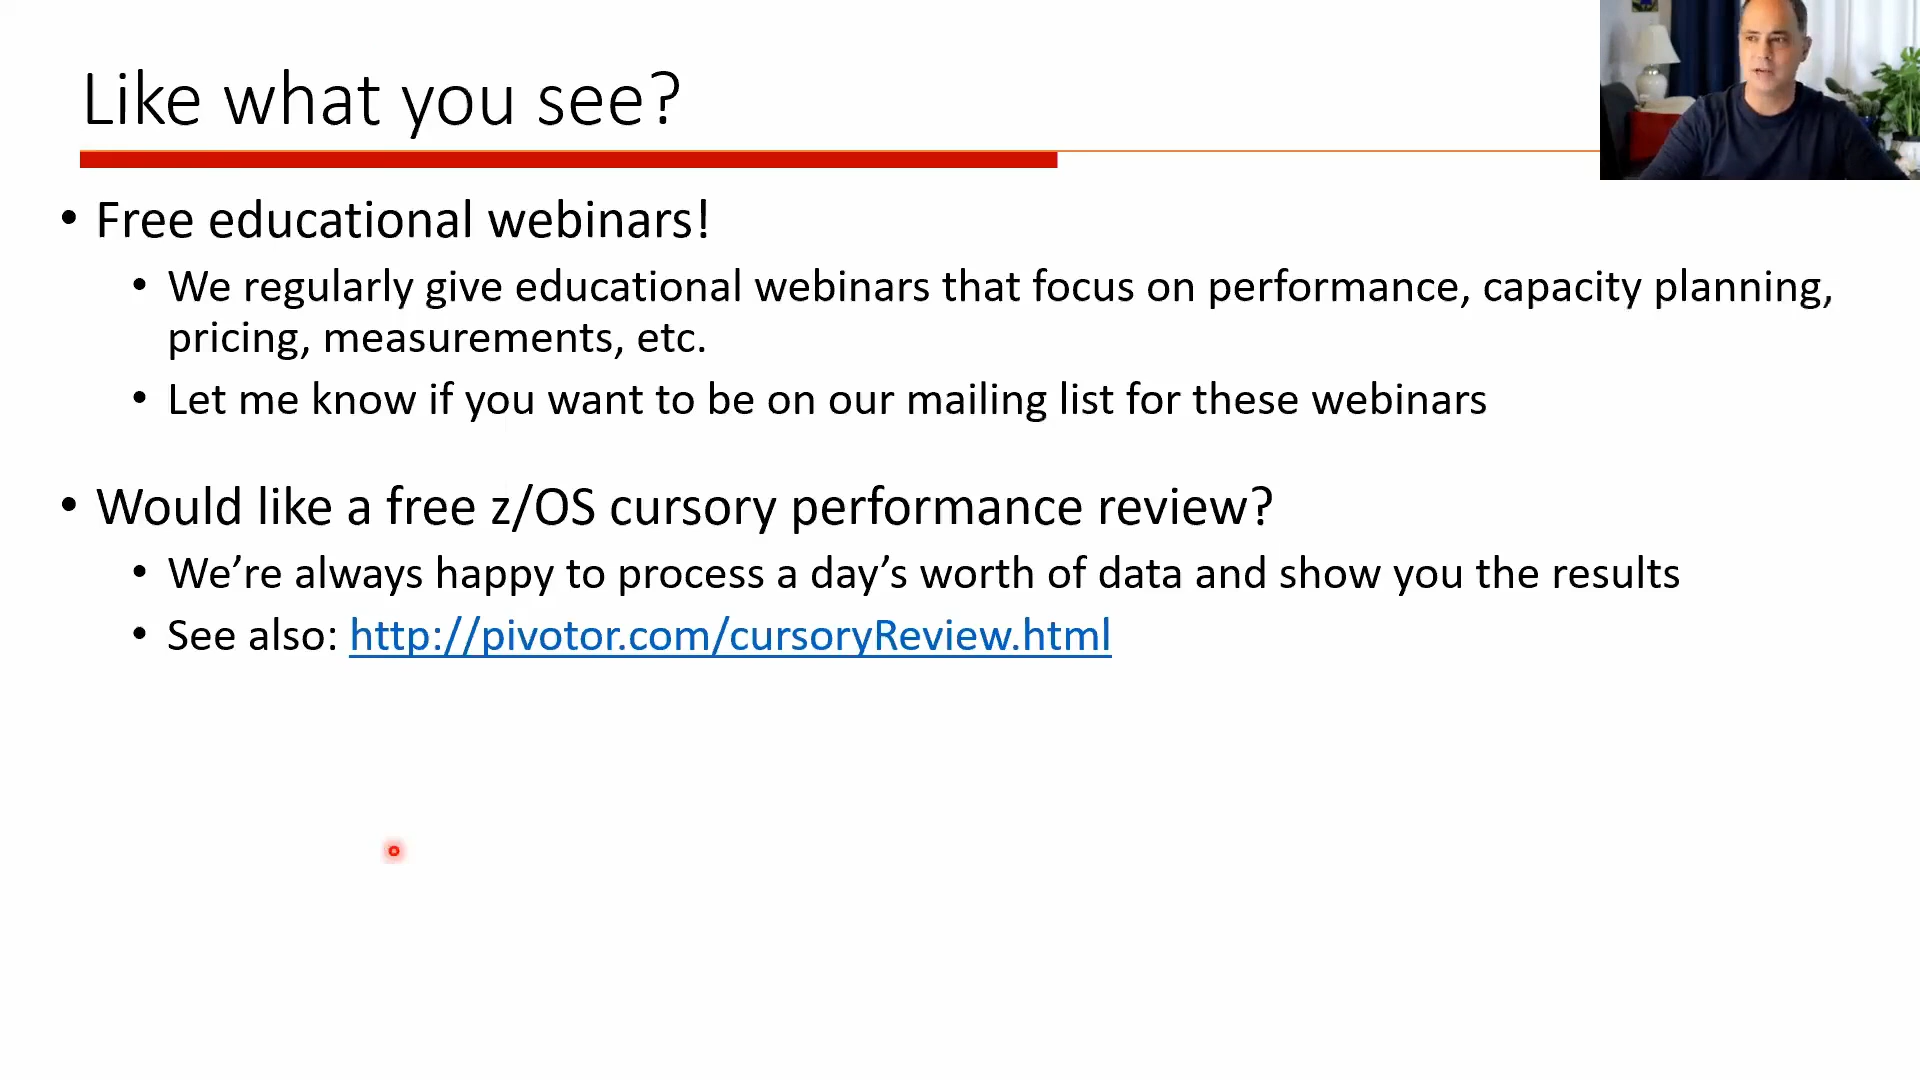 Like what you see?
• Free educational webinars!
• We regularly give educational webinars that focus on performance, capacity planning,
pricing, measurements, etc.
• Let me know if you want to be on our mailing list for these webinars
• Would like a free z/OS cursory performance review?
• We’re always happy to process a day’s worth of data and show you the results
• See also: http://pivotor.com/cursoryReview.html